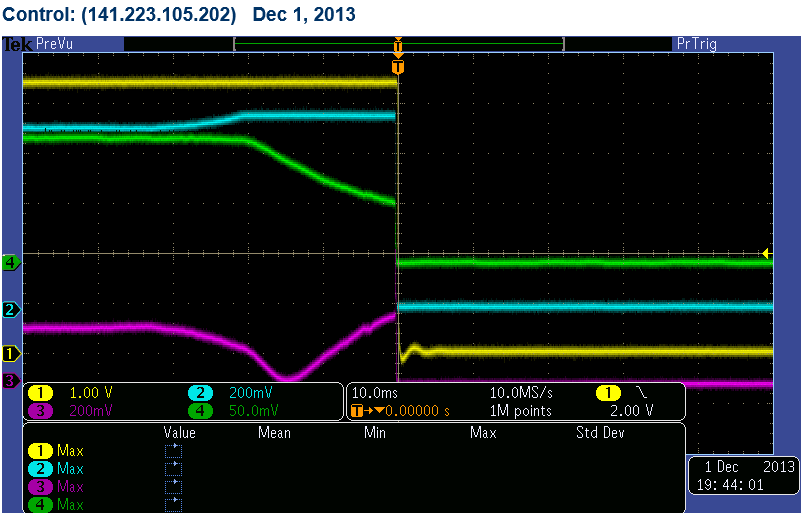 Control: (141.223.105.202) Dec 1, 2013
Tek PreVu PrTrig
T
T
4
2
1
3
1 1.00 V 2 200mV
3 200mV 4 50.0mV
10.0ms 10.0MS/s 1
T→▼0.00000 s 1M points 2.00 V
Value Mean Min Max Std Dev
1 Max
2 Max
3 Max
4 Max
1 Dec 2013
19:44:01